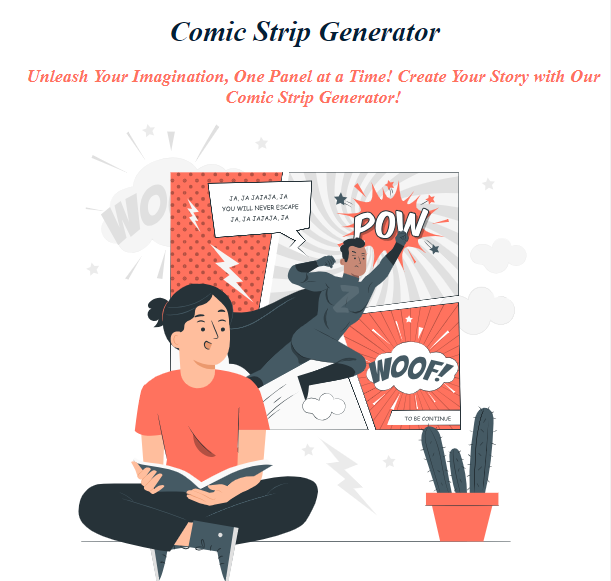 Comic Strip Generator
Unleash Your Imagination, One Panel at a Time! Create Your Story with Our
Comic Strip Generator!
WO
JA, JA JAJAJA, JA
YOU WILL NEVER ESCAPE
JA, JA JAJAJA, JA
POW
Z
WOOF!
TO BE CONTINUE